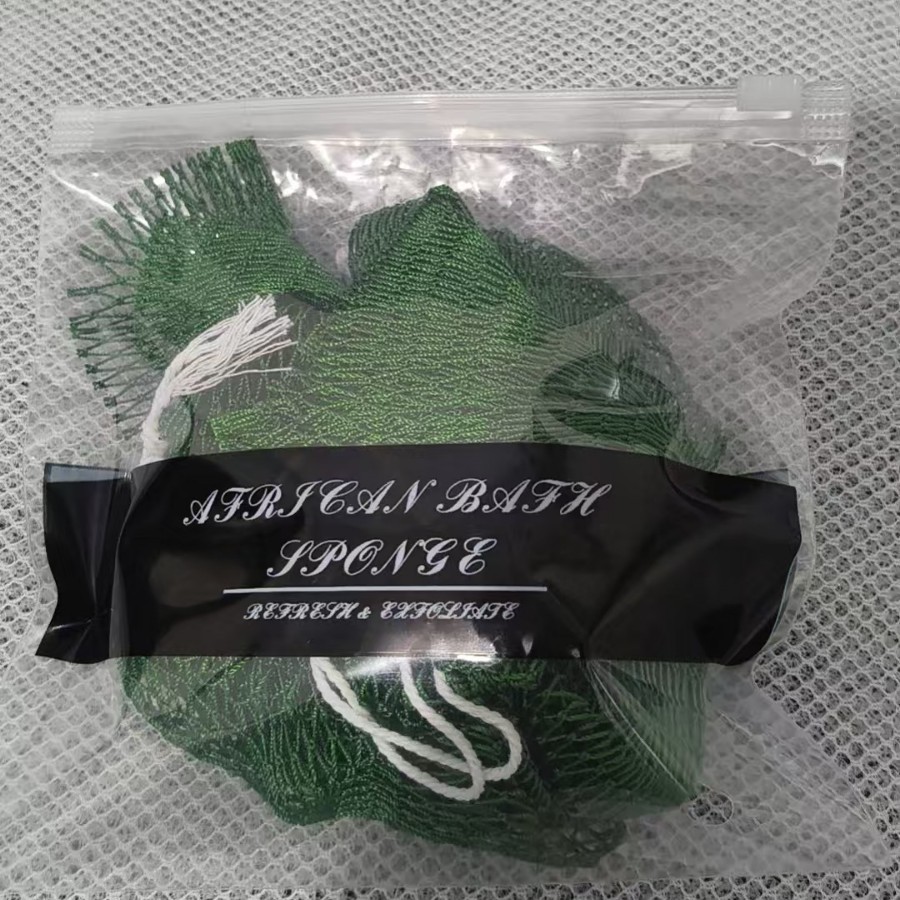 AFRICAN BATH
SPONGE
REFRESH & EXFOLIATE